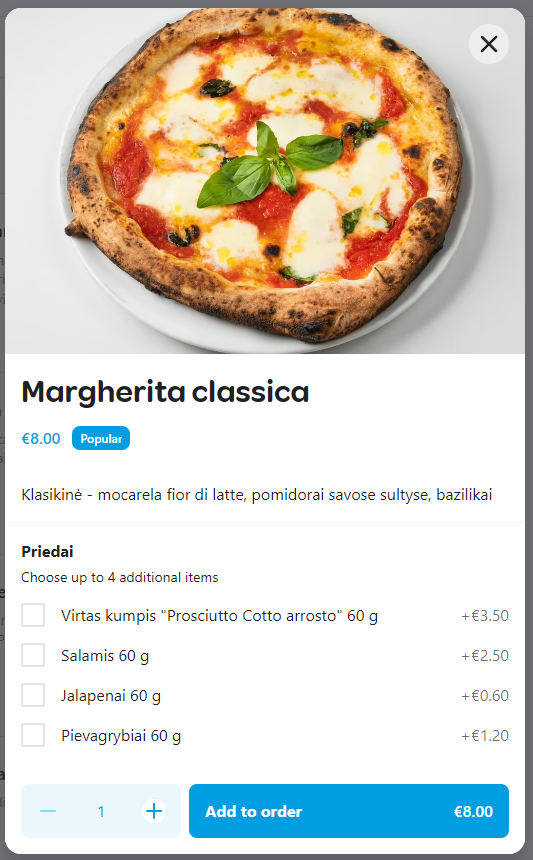 Margherita classica
€8.00 Popular
Klasikinė - mocarela fior di latte, pomidorai savose sultyse, bazilikai
Priedai
Choose up to 4 additional items
Virtas kumpis "Prosciutto Cotto arrosto" 60 g +€3.50
Salamis 60 g +€2.50
Jalapenai 60 g +€0.60
Pievagrybiai 60 g +€1.20
1 Add to order €8.00